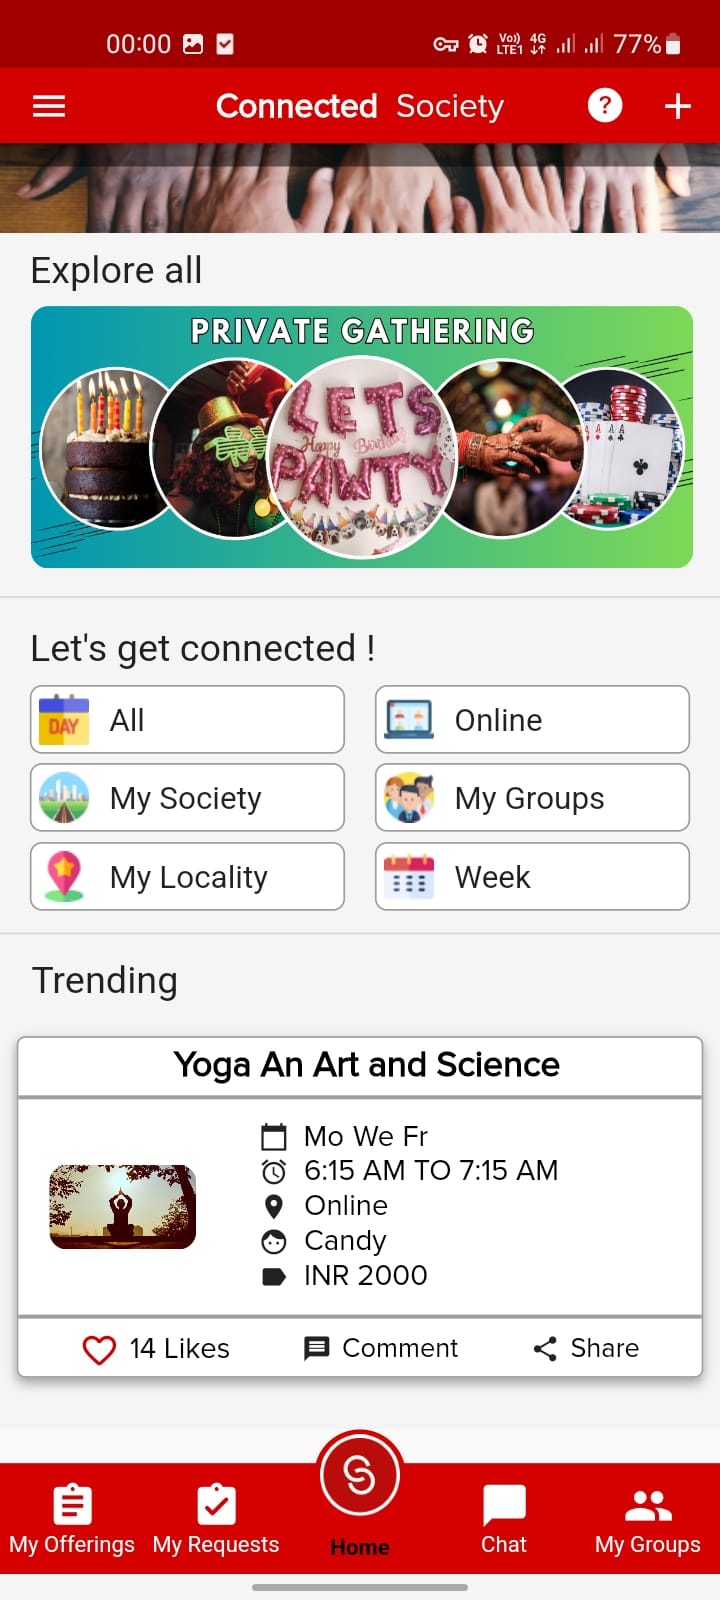 00:00 Vo) LTE1 4G 77%
Connected Society ? +
Explore all
PRIVATE GATHERING
LETS
Happy Birthday
PAWTY
A A A A
Let's get connected !
DAY All
Online
My Society
My Groups
My Locality
Week
Trending
Yoga An Art and Science
Mo We Fr
6:15 AM TO 7:15 AM
Online
Candy
INR 2000
14 Likes Comment Share
My Offerings My Requests Home Chat My Groups